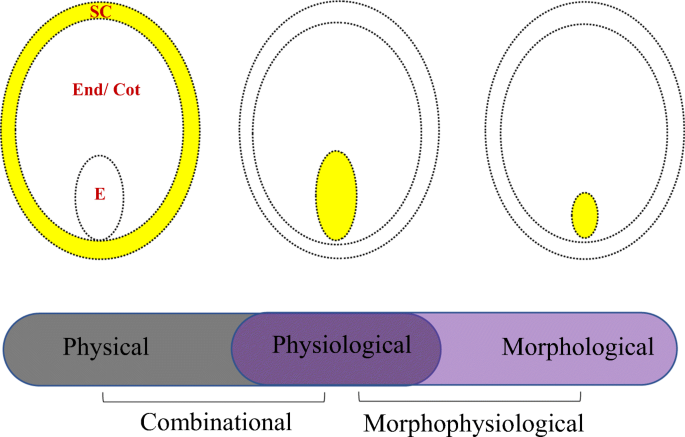 SC
End/ Cot
E
Physical
Physiological
Morphological
Combinational
Morphophysiological